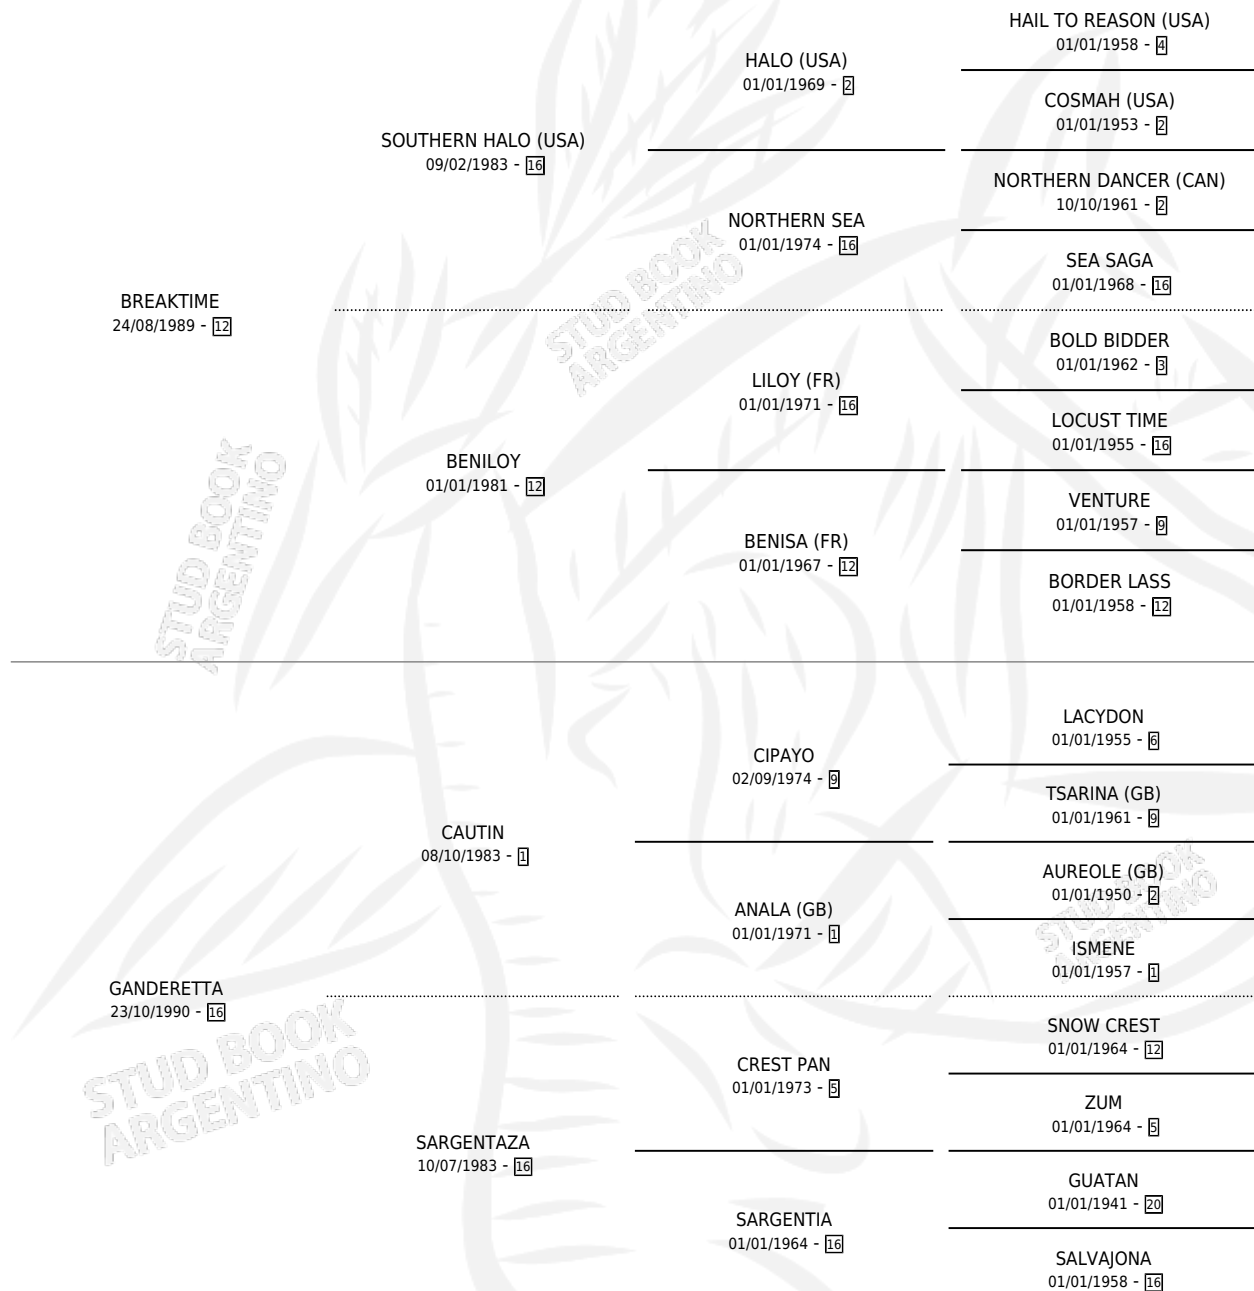 HAIL TO REASON (USA)
01/01/1958 - 4
HALO (USA)
01/01/1969 - 2
COSMAH (USA)
01/01/1953 - 2
SOUTHERN HALO (USA)
09/02/1983 - 16
NORTHERN DANCER (CAN)
10/10/1961 - 2
NORTHERN SEA
01/01/1974 - 16
SEA SAGA
01/01/1968 - 16
BREAKTIME
24/08/1989 - 12
BOLD BIDDER
01/01/1962 - 3
LILOY (FR)
01/01/1971 - 16
LOCUST TIME
01/01/1955 - 16
BENILOY
01/01/1981 - 12
VENTURE
01/01/1957 - 9
BENISA (FR)
01/01/1967 - 12
BORDER LASS
01/01/1958 - 12
LACYDON
01/01/1955 - 6
CIPAYO
02/09/1974 - 9
TSARINA (GB)
01/01/1961 - 9
CAUTIN
08/10/1983 - 1
AUREOLE (GB)
01/01/1950 - 2
ANALA (GB)
01/01/1971 - 1
ISMENE
01/01/1957 - 1
GANDERETTA
23/10/1990 - 16
SNOW CREST
01/01/1964 - 12
CREST PAN
01/01/1973 - 5
ZUM
01/01/1964 - 5
SARGENTAZA
10/07/1983 - 16
GUATAN
01/01/1941 - 20
SARGENTIA
01/01/1964 - 16
SALVAJONA
01/01/1958 - 16
STUD BOOK
ARGENTINO
STUD BOOK
ARGENTINO
STUD BOOK
ARGENTINO
STUD BOOK
ARGENTINO